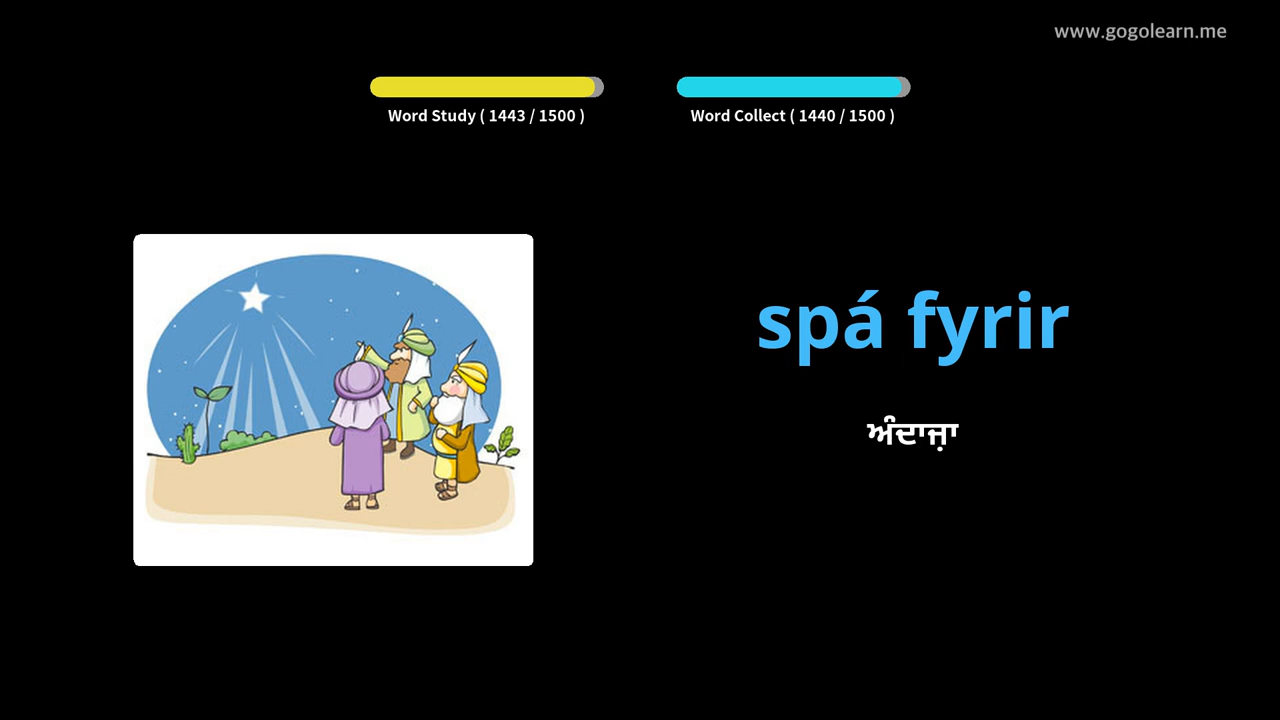 www.gogolearn.me
Word Study ( 1443 / 1500 )
Word Collect ( 1440 / 1500 )
spá fyrir
ਅੰਦਾਜ਼ਾ